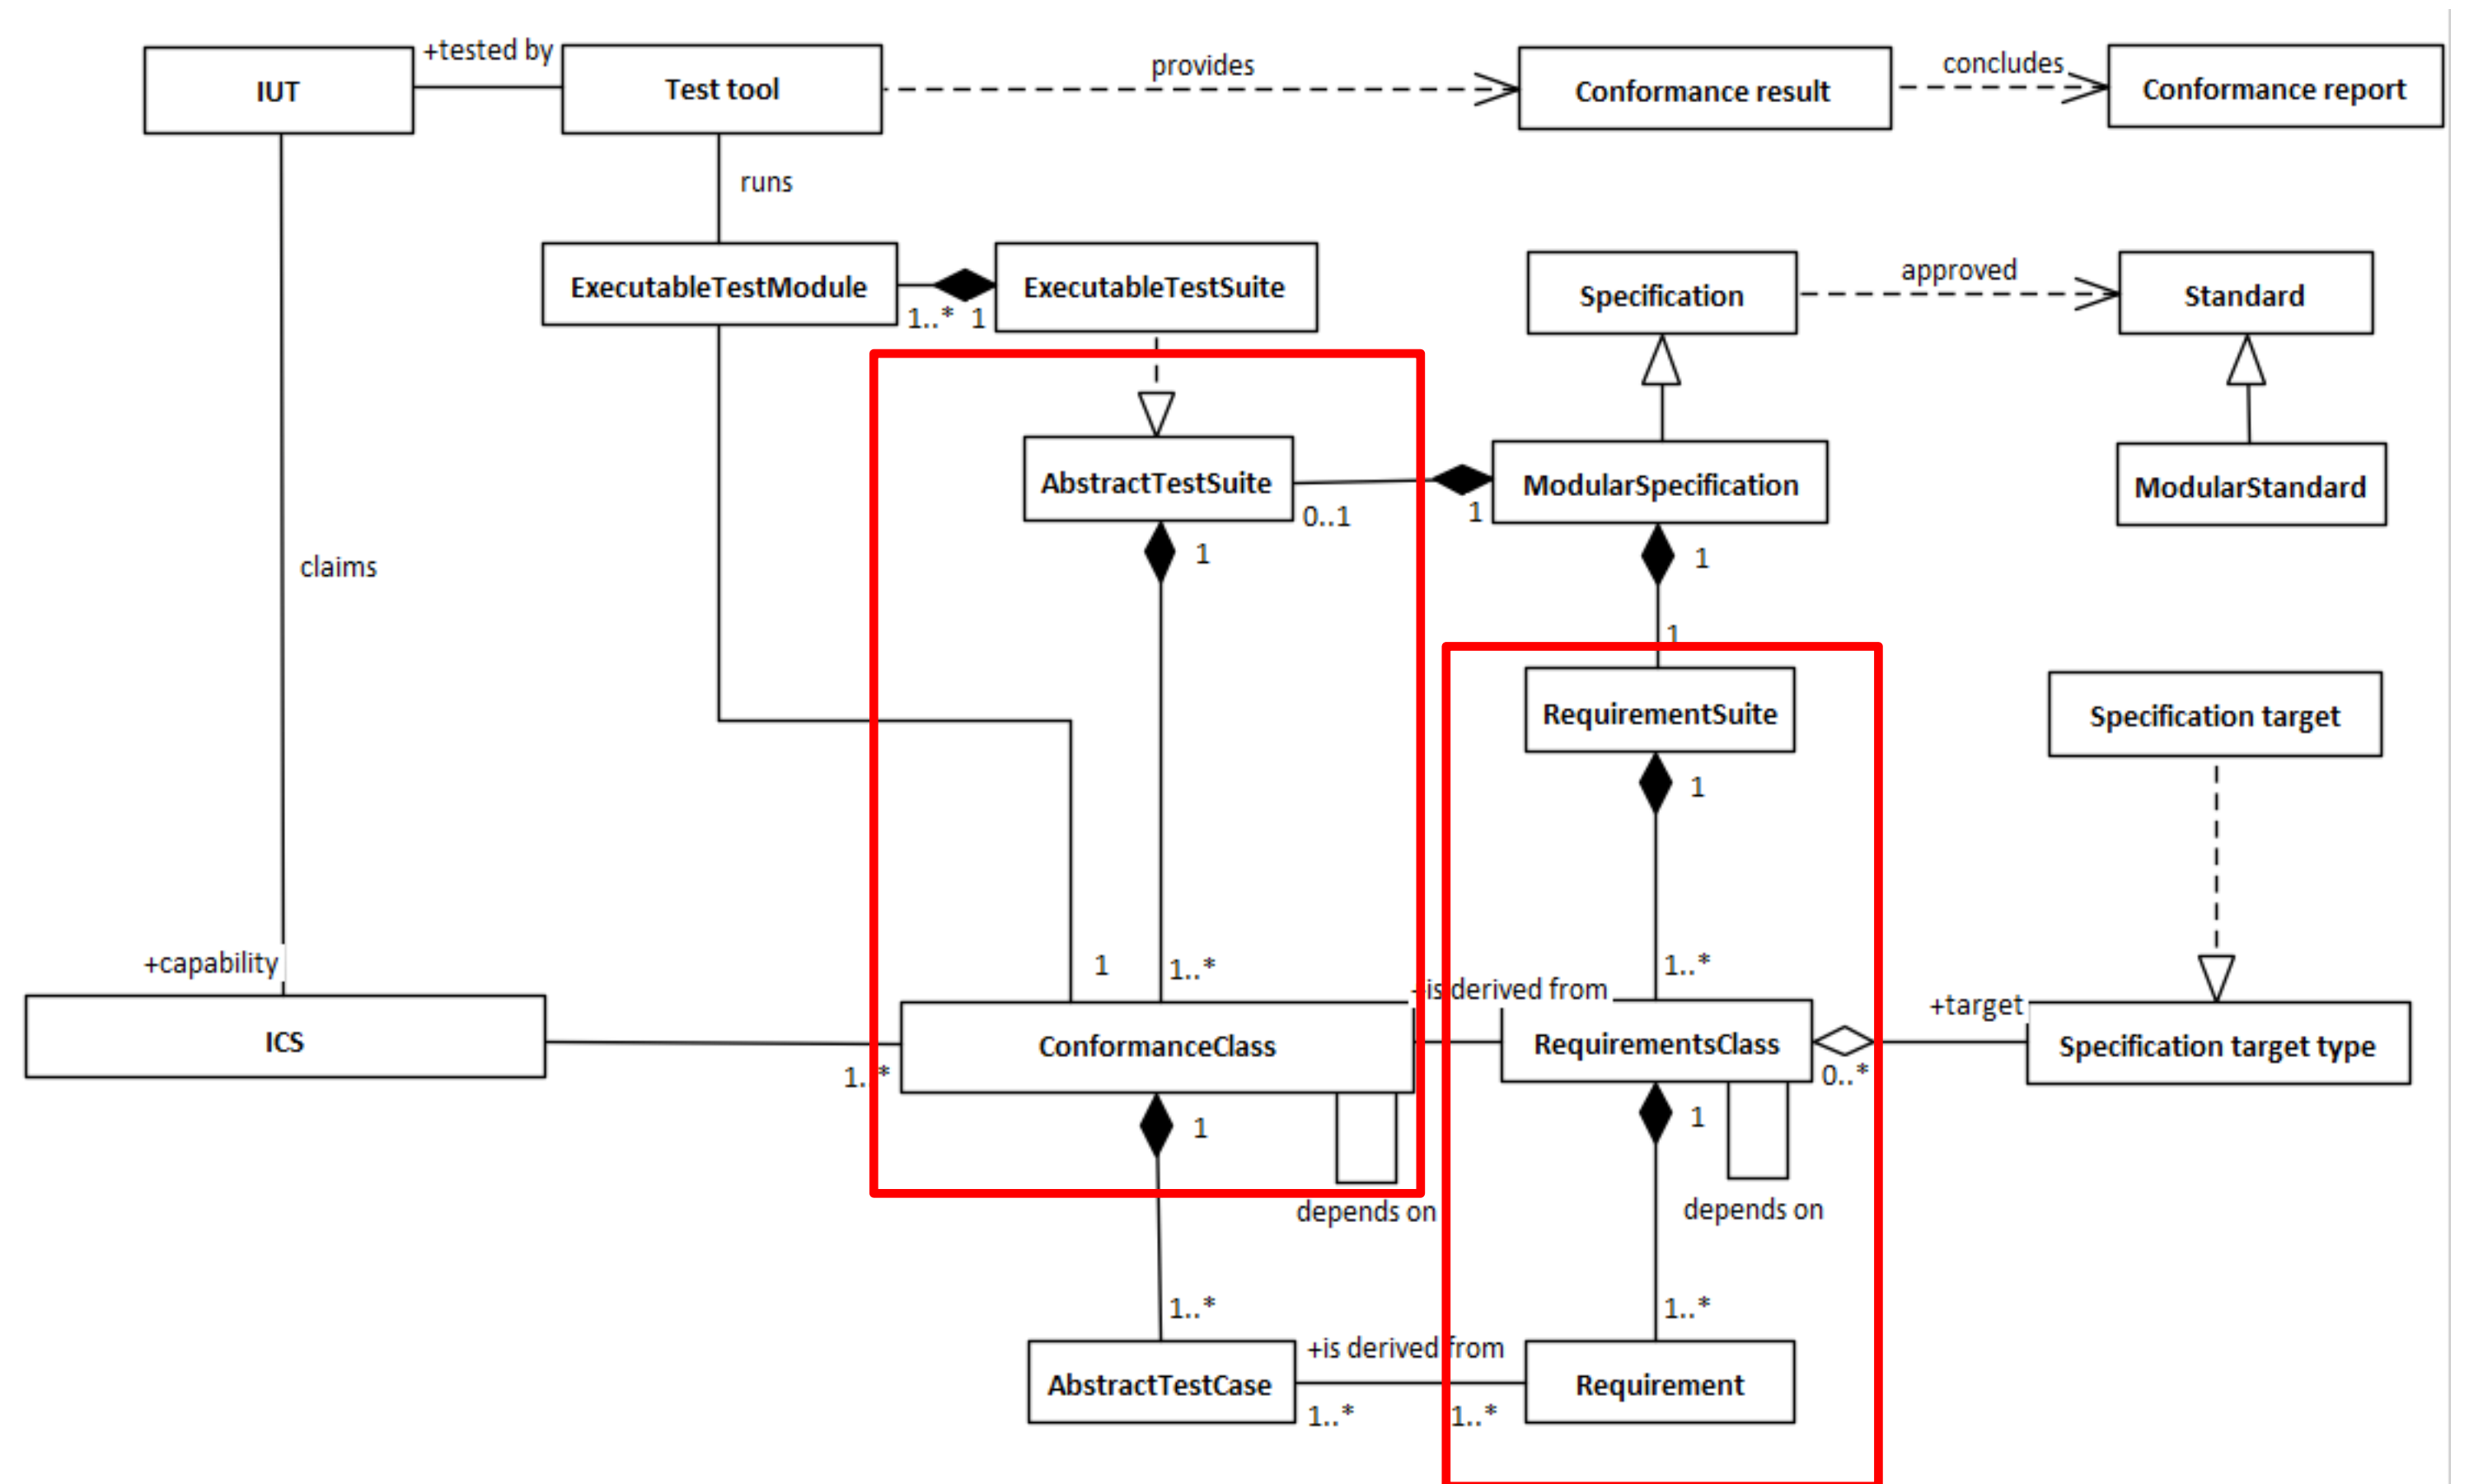 IUT
+tested by
Test tool
provides
Conformance result
concludes
Conformance report
runs
ExecutableTestModule
1..*
1
ExecutableTestSuite
Specification
approved
Standard
AbstractTestSuite
0..1
1
ModularSpecification
ModularStandard
1
1
claims
1
RequirementSuite
Specification target
1
+capability
1
1..*
1..*
+is derived from
+target
ICS
1..*
ConformanceClass
RequirementsClass
0..*
Specification target type
1
1
depends on
depends on
1..*
1..*
AbstractTestCase
+is derived from
1..*
1..*
Requirement